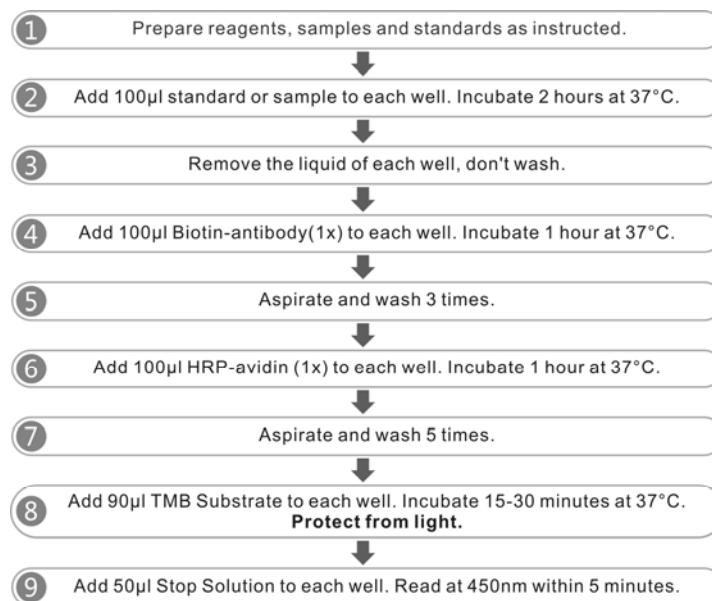 1 Prepare reagents, samples and standards as instructed.
2 Add 100µl standard or sample to each well. Incubate 2 hours at 37°C.
3 Remove the liquid of each well, don't wash.
4 Add 100µl Biotin-antibody(1x) to each well. Incubate 1 hour at 37°C.
5 Aspirate and wash 3 times.
6 Add 100µl HRP-avidin (1x) to each well. Incubate 1 hour at 37°C.
7 Aspirate and wash 5 times.
8 Add 90µl TMB Substrate to each well. Incubate 15-30 minutes at 37°C.
Protect from light.
9 Add 50µl Stop Solution to each well. Read at 450nm within 5 minutes.